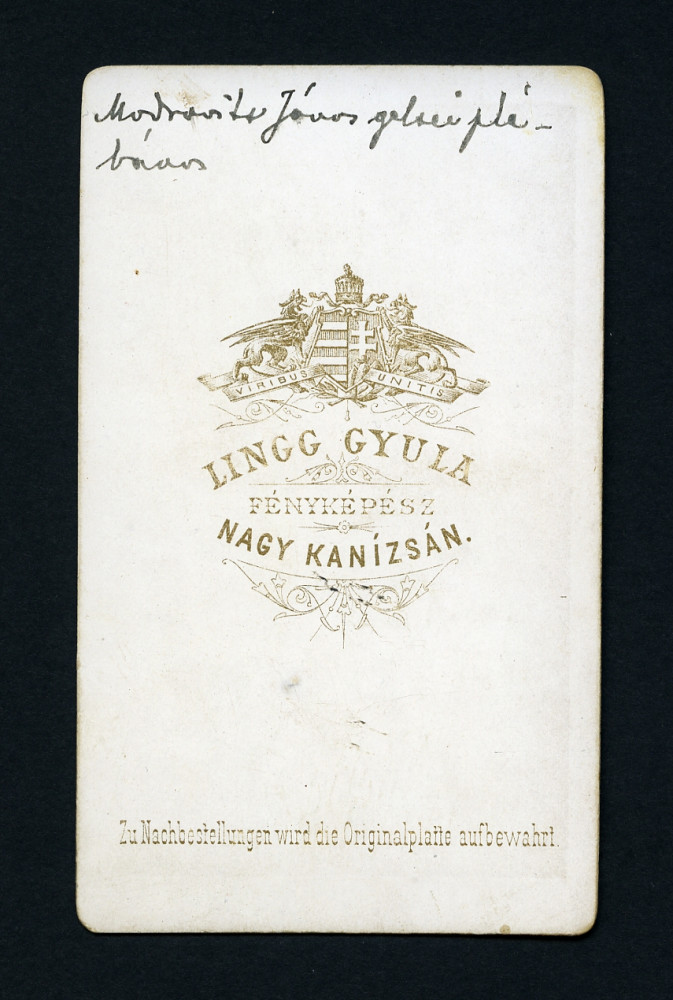 Modrovits János gelsei plé-
bános
VIRIBUS UNITIS
LINGG GYULA
FÉNYKÉPÉSZ
NAGY KANÍZSÁN.
Zu Nachbestellungen wird die Originalplatte aufbewahrt.